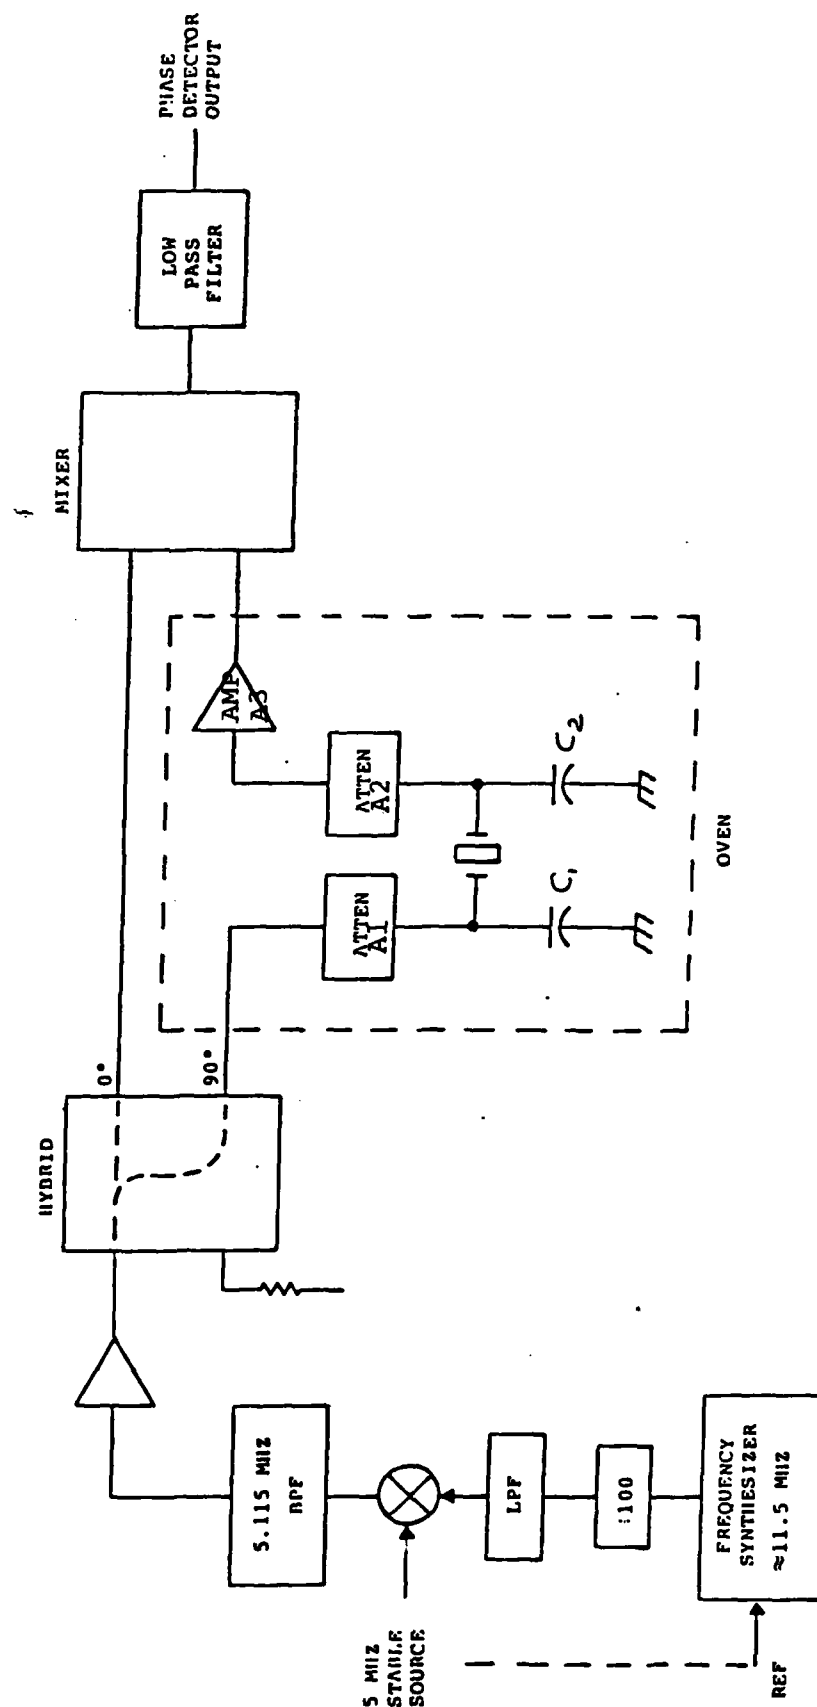 PHASE
DETECTOR
OUTPUT
LOW
PASS
FILTER
MIXER
AMP
A3
ATTEN
A2
C2
ATTEN
A1
C1
OVEN
0°
90°
HYBRID
5.115 MHZ
BPF
5 MHZ
STABLE
SOURCE
LPF
÷100
FREQUENCY
SYNTHESIZER
≈11.5 MHZ
REF